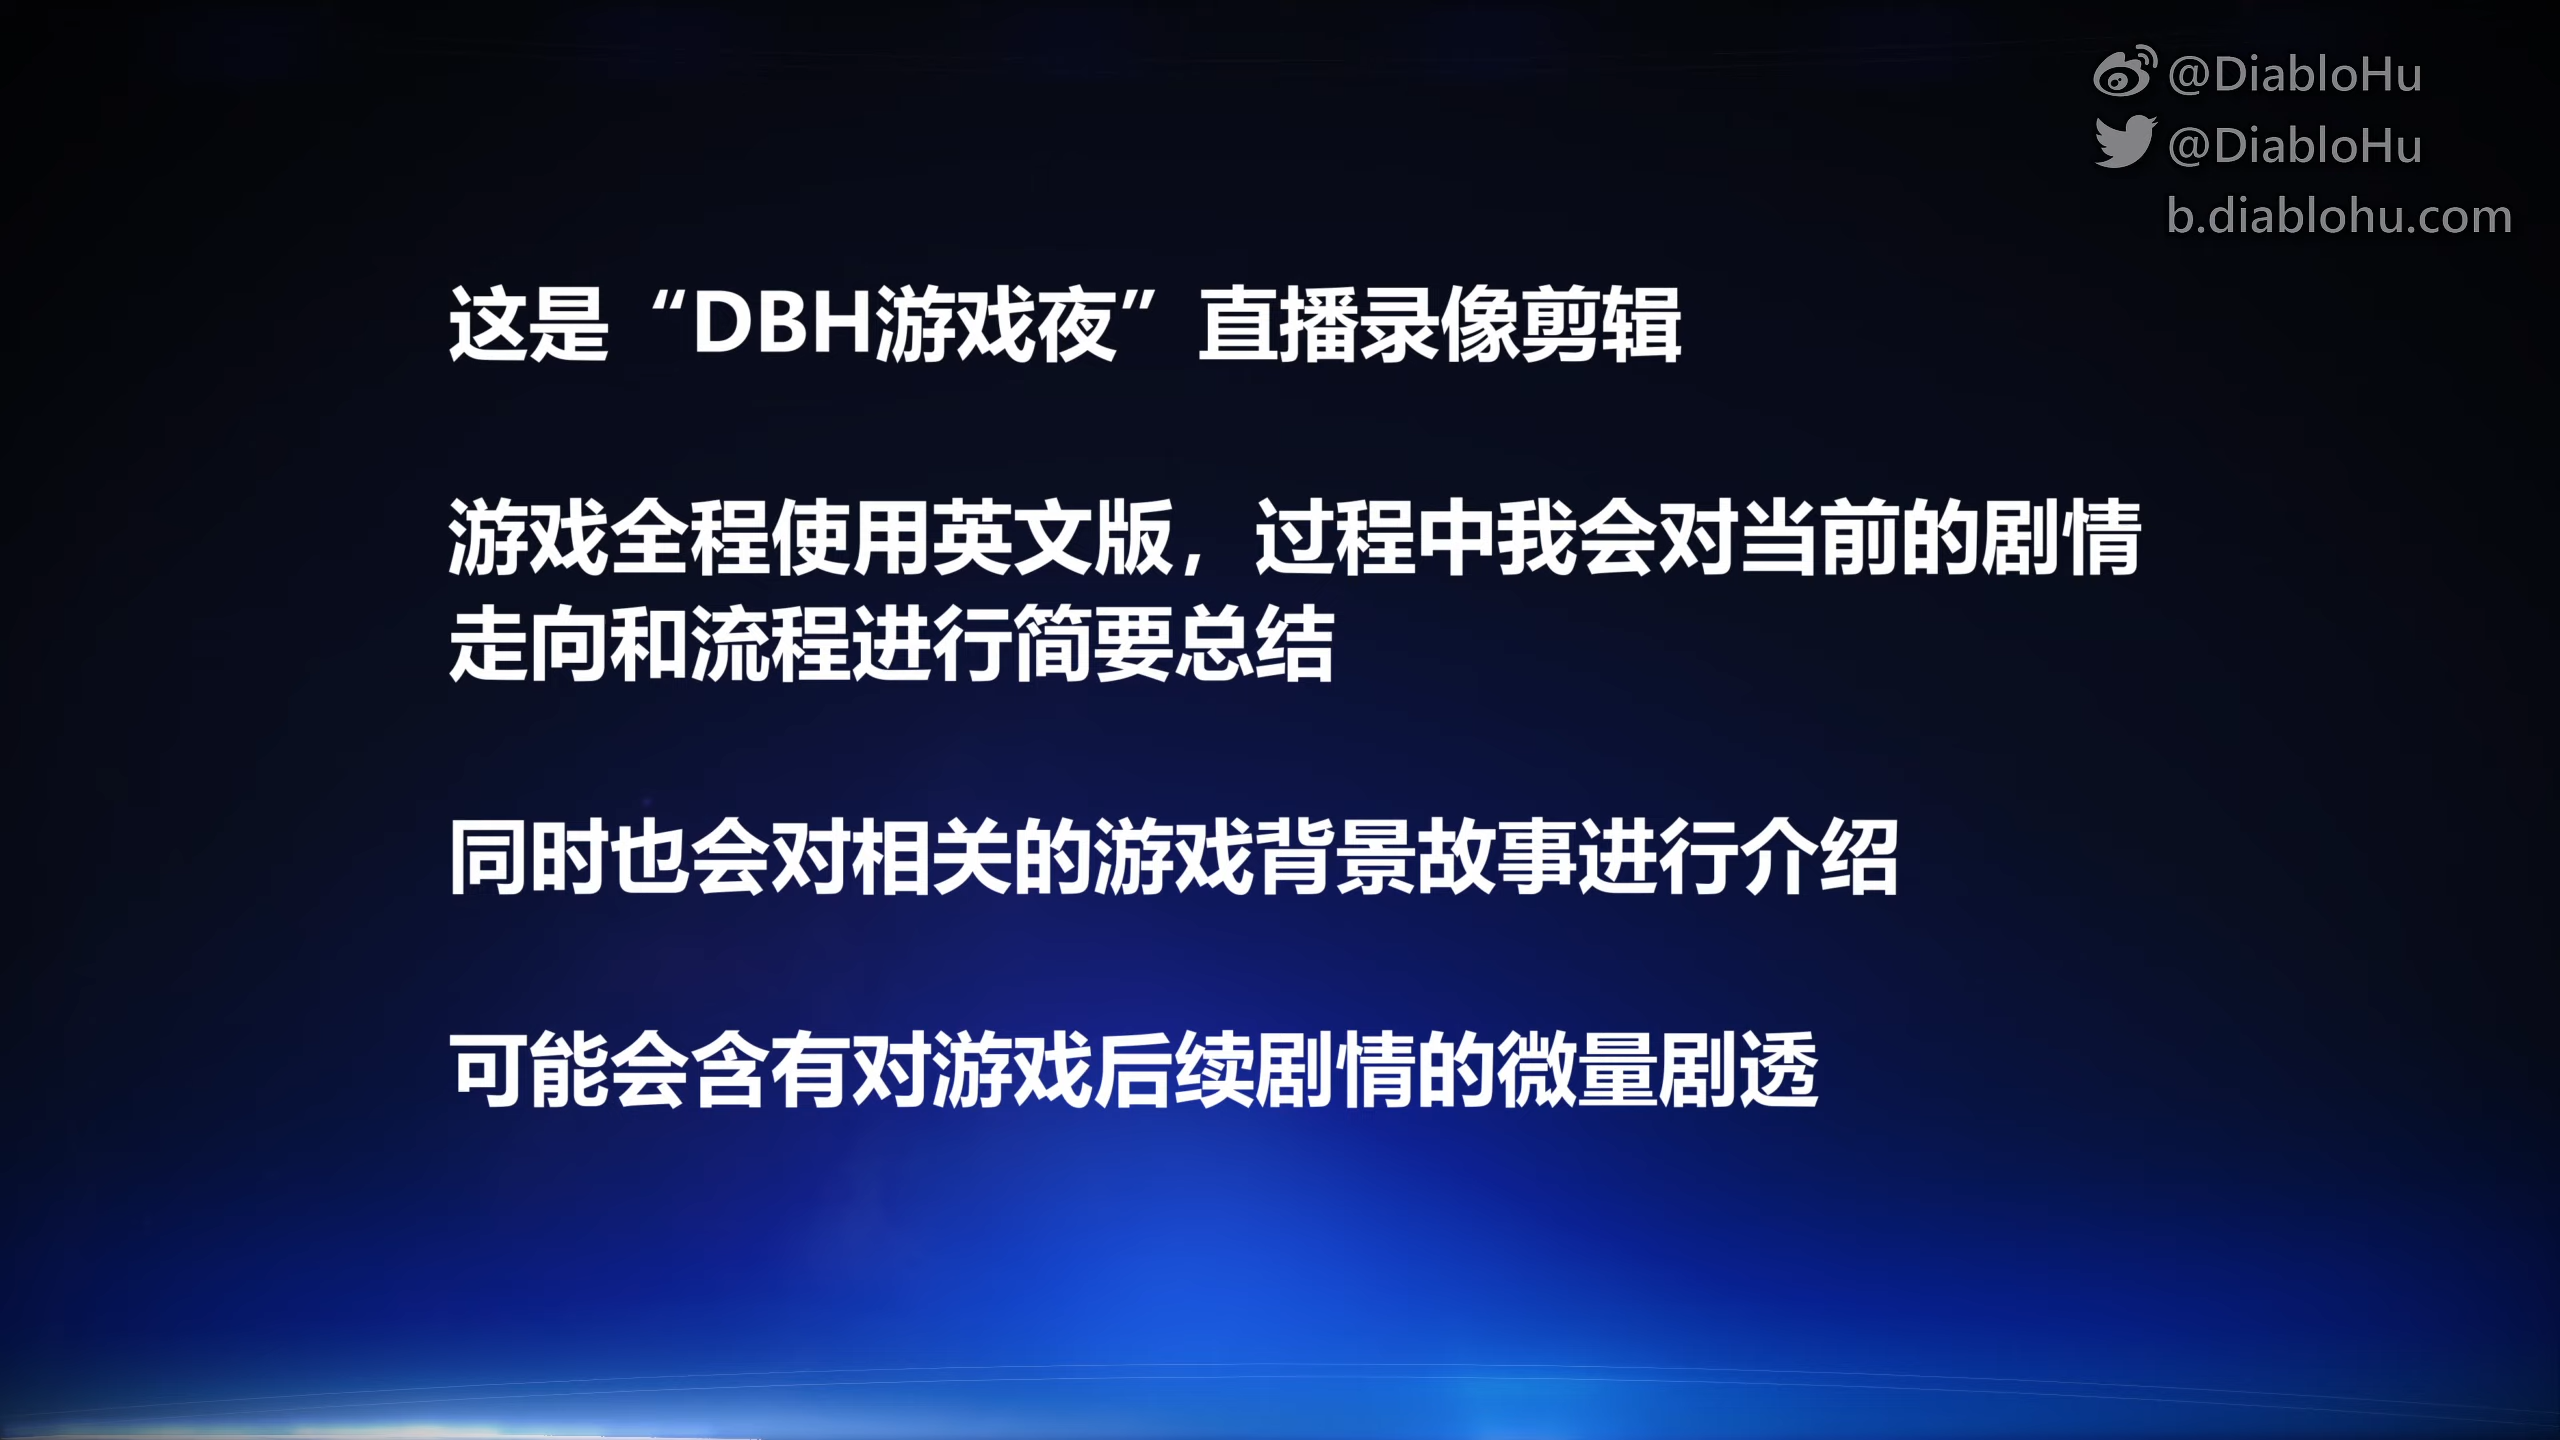 @DiabloHu
@DiabloHu
b.diablohu.com
这是“DBH游戏夜”直播录像剪辑
游戏全程使用英文版，过程中我会对当前的剧情
走向和流程进行简要总结
同时也会对相关的游戏背景故事进行介绍
可能会含有对游戏后续剧情的微量剧透